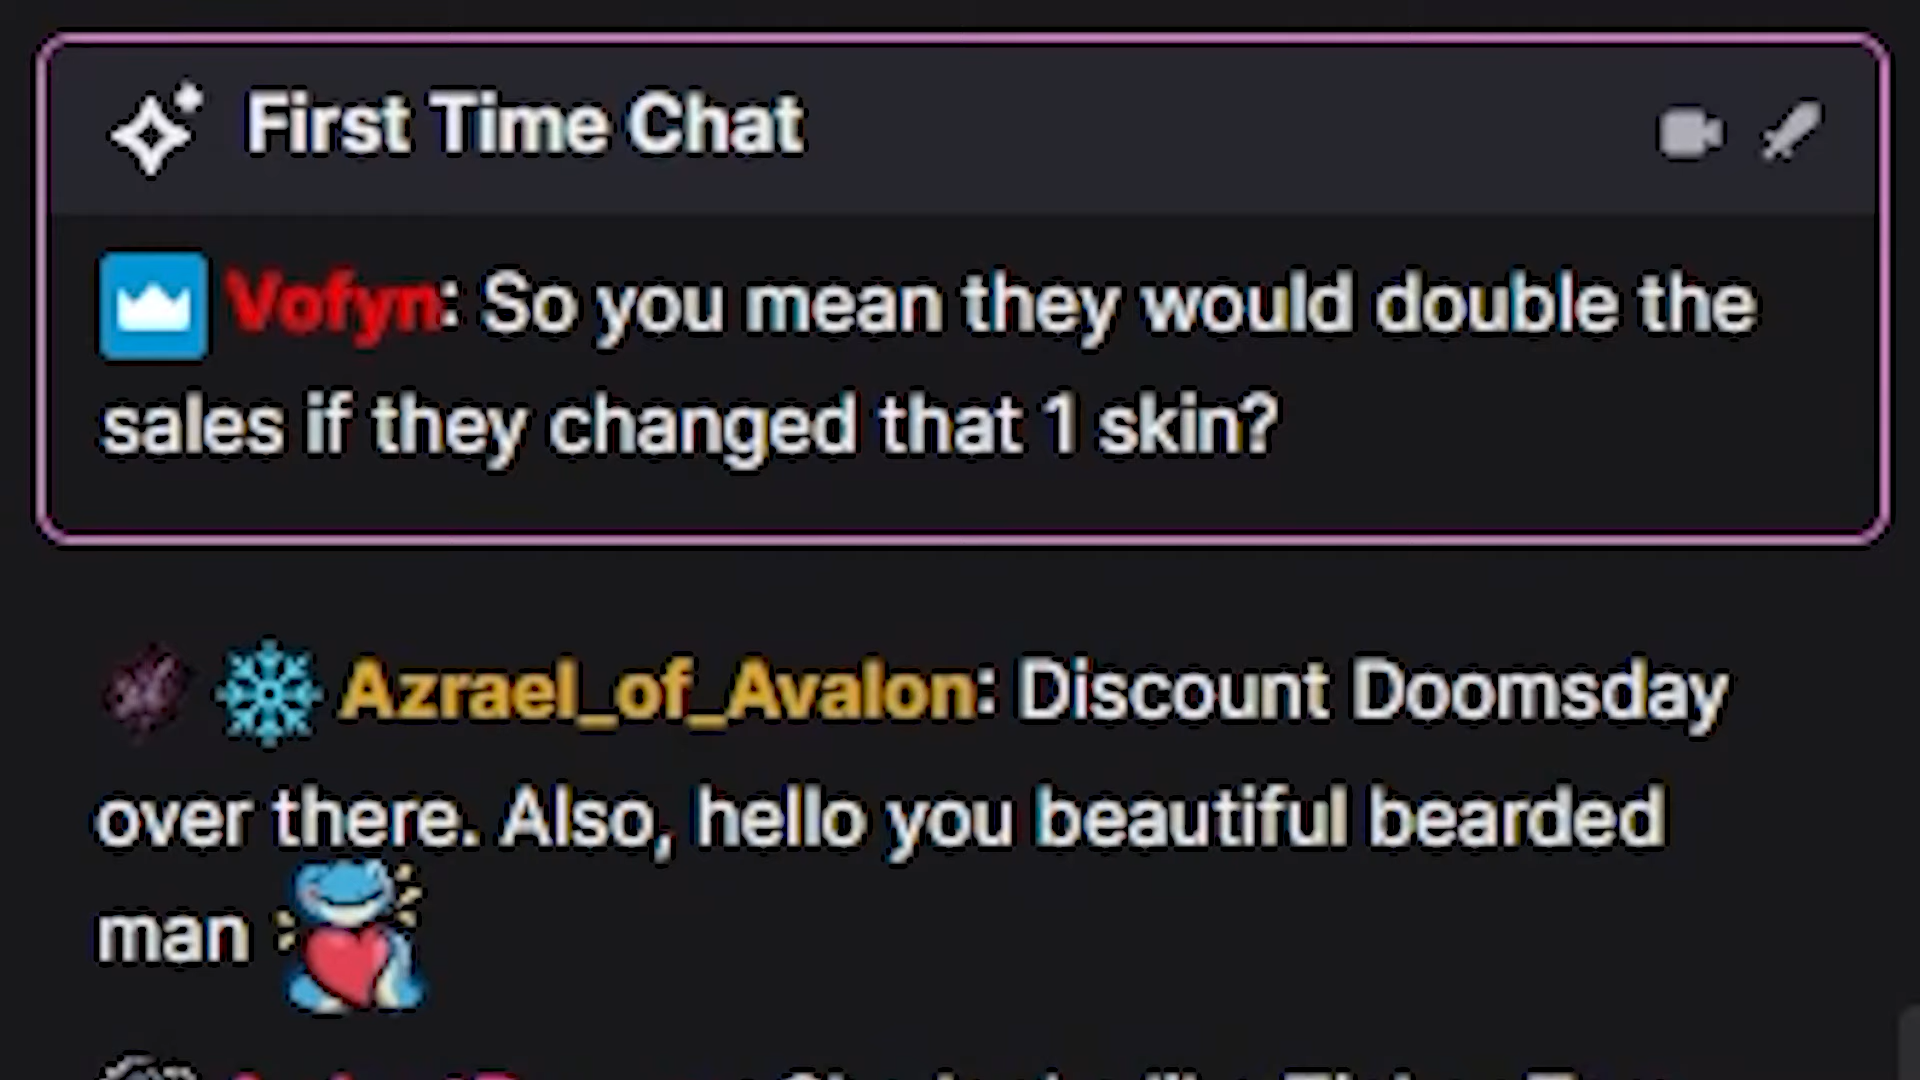 First Time Chat
Vofyn: So you mean they would double the
sales if they changed that 1 skin?
Azrael_of_Avalon: Discount Doomsday
over there. Also, hello you beautiful bearded
man